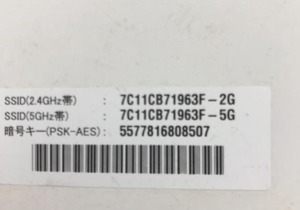 SSID(2.4GHz帯) : 7C11CB71963F-2G
SSID(5GHz帯) : 7C11CB71963F-5G
暗号キー(PSK-AES) : 5577816808507